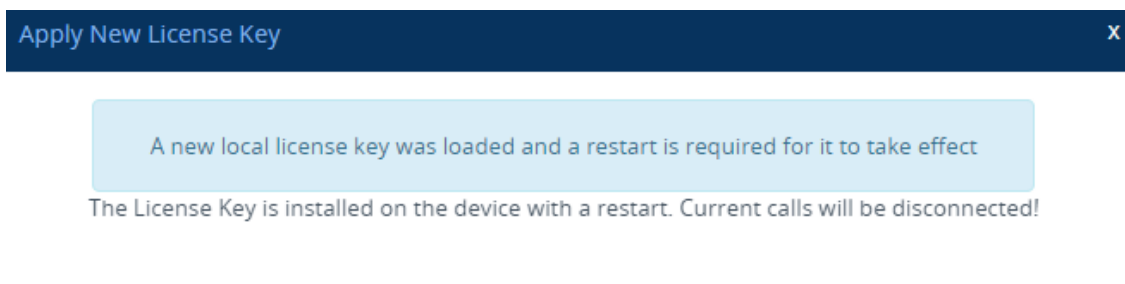 Apply New License Key
x
A new local license key was loaded and a restart is required for it to take effect
The License Key is installed on the device with a restart. Current calls will be disconnected!